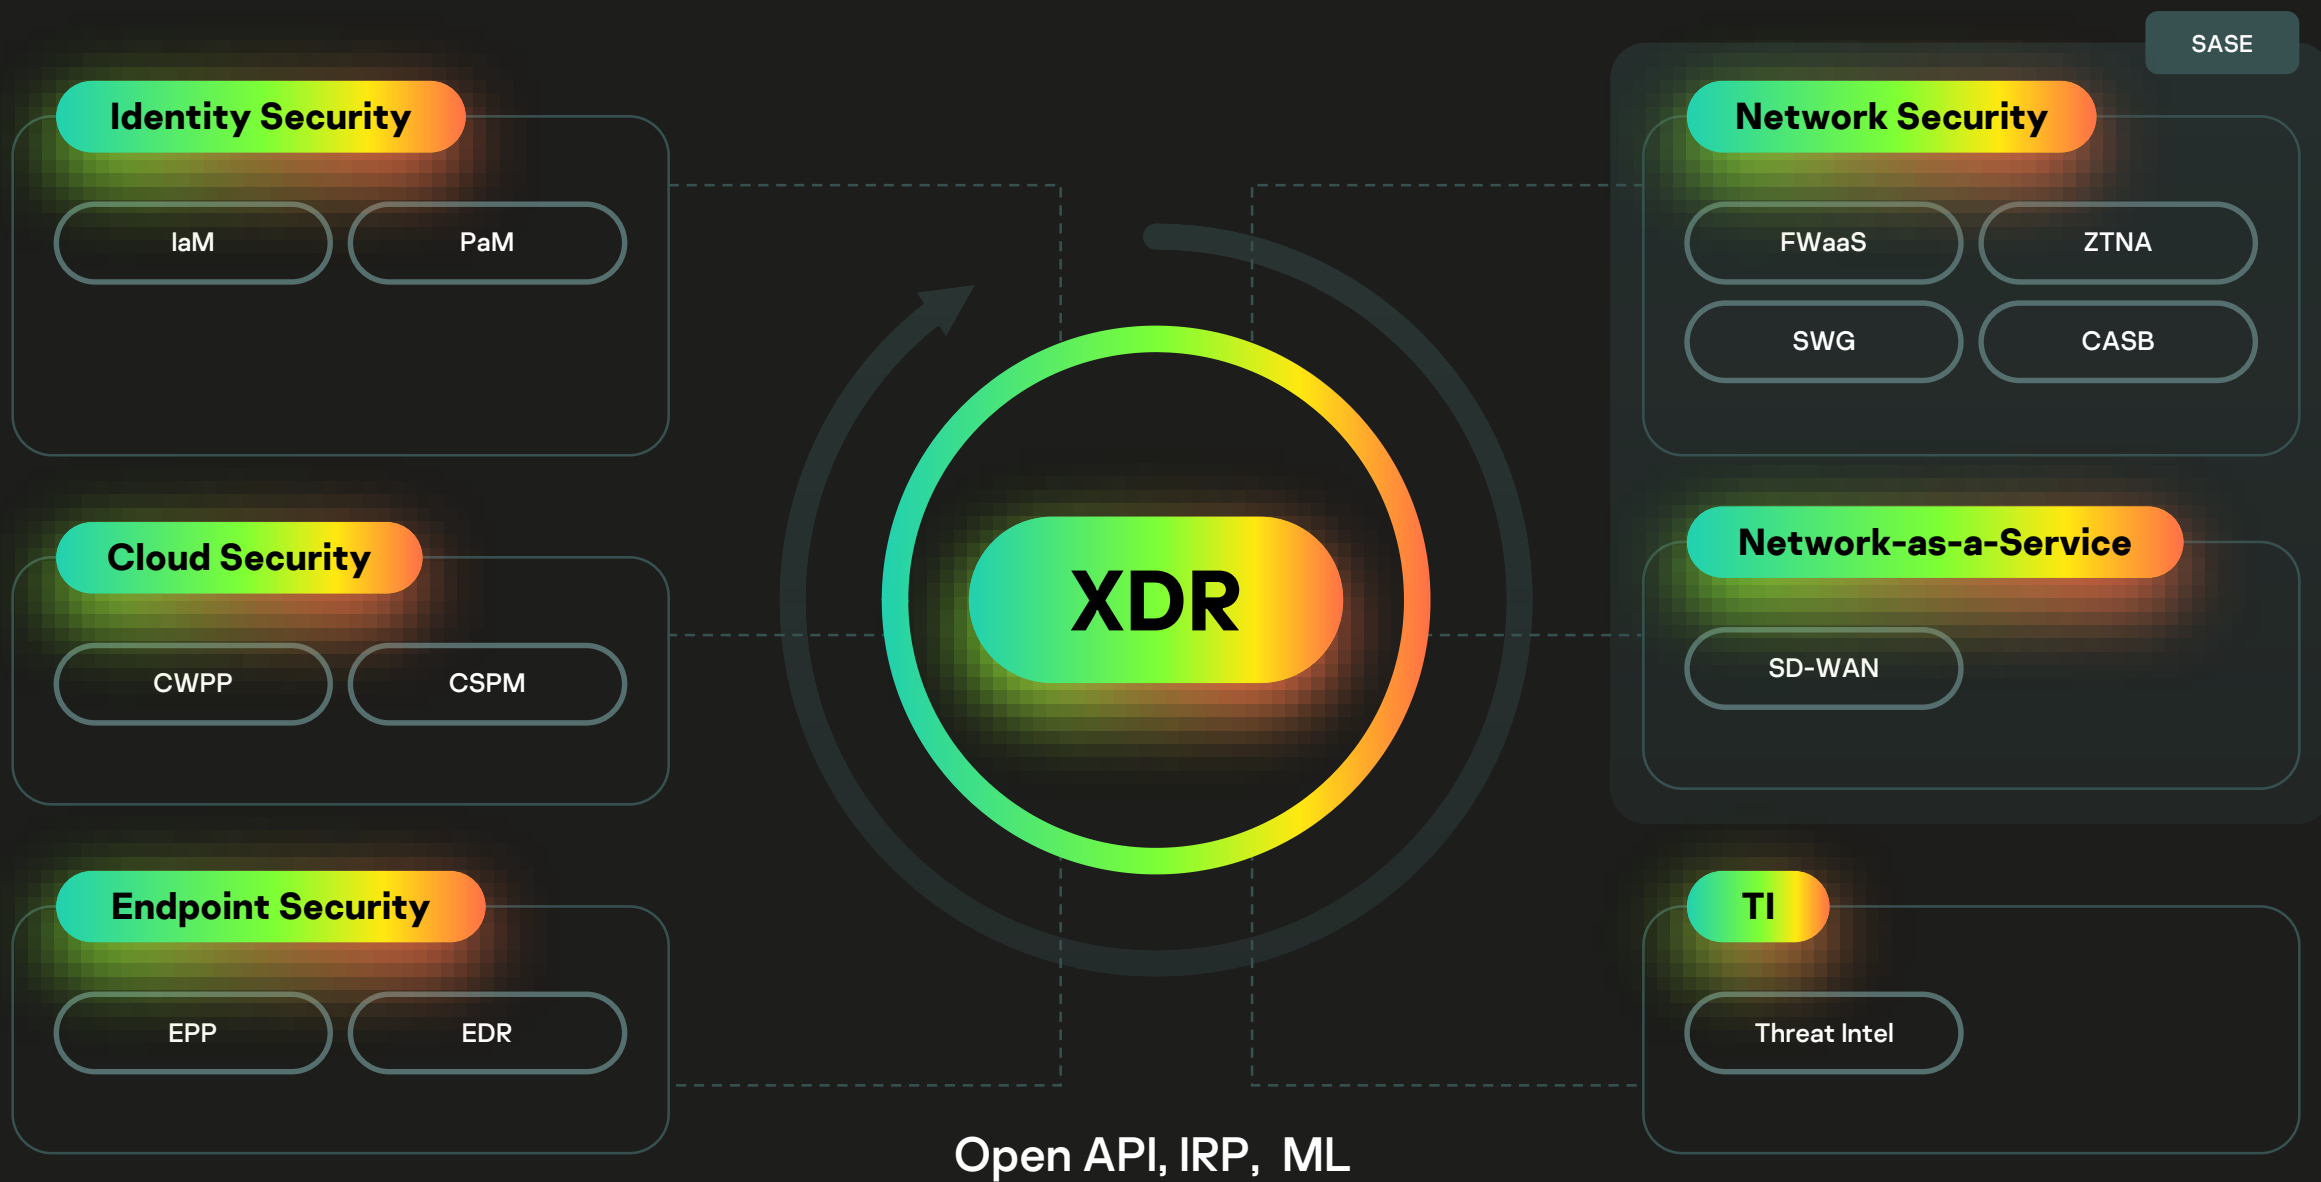 SASE
Identity Security
IaM
PaM
Cloud Security
CWPP
CSPM
Endpoint Security
EPP
EDR
XDR
Open API, IRP, ML
Network Security
FWaaS
ZTNA
SWG
CASB
Network-as-a-Service
SD-WAN
TI
Threat Intel